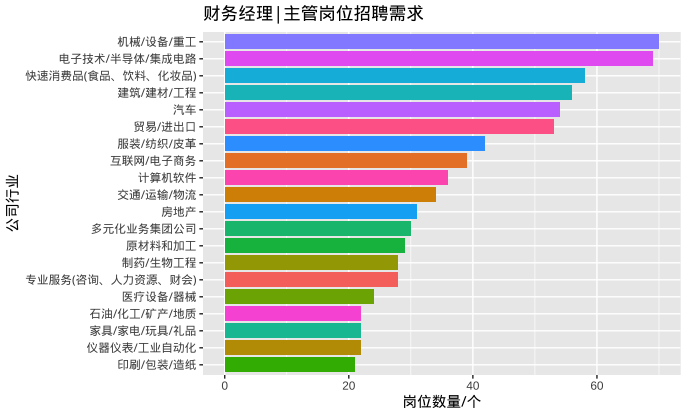 财务经理|主管岗位招聘需求
机械/设备/重工
电子技术/半导体/集成电路
快速消费品(食品、饮料、化妆品)
建筑/建材/工程
汽车
贸易/进出口
服装/纺织/皮革
互联网/电子商务
计算机软件
交通/运输/物流
房地产
多元化业务集团公司
原材料和加工
制药/生物工程
专业服务(咨询、人力资源、财会)
医疗设备/器械
石油/化工/矿产/地质
家具/家电/玩具/礼品
仪器仪表/工业自动化
印刷/包装/造纸
公司行业
0 20 40 60
岗位数量/个